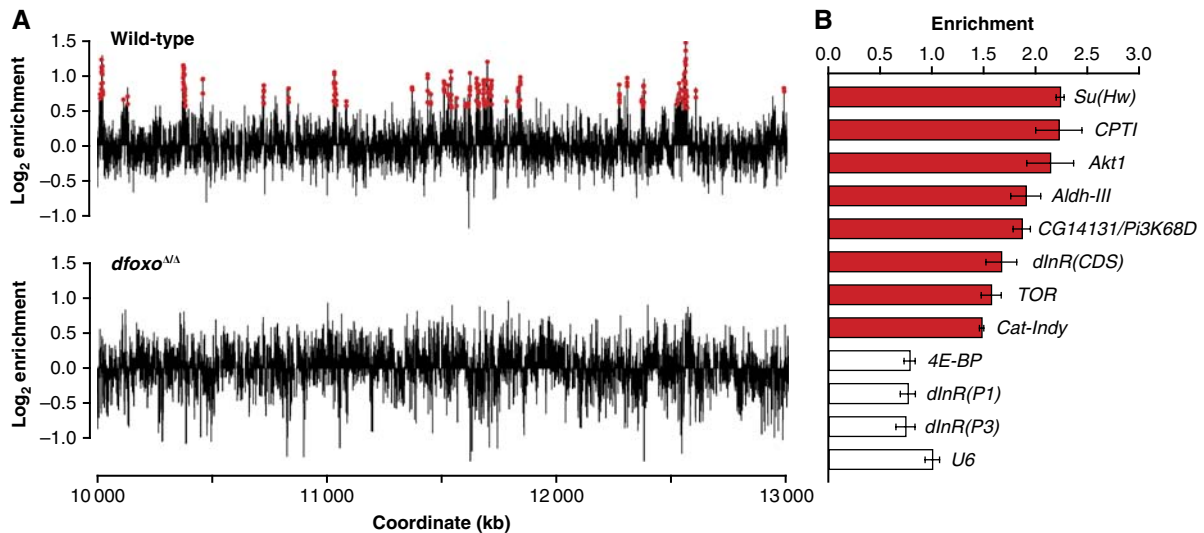 A
Wild-type
1.5
1.0
0.5
0.0
−0.5
−1.0
Log2 enrichment
dfoxoΔ/Δ
1.5
1.0
0.5
0.0
−0.5
−1.0
Log2 enrichment
10 000 11 000 12 000 13 000
Coordinate (kb)
B
Enrichment
0.0 0.5 1.0 1.5 2.0 2.5 3.0
Su(Hw)
CPTI
Akt1
Aldh-III
CG14131/Pi3K68D
dInR(CDS)
TOR
Cat-Indy
4E-BP
dInR(P1)
dInR(P3)
U6